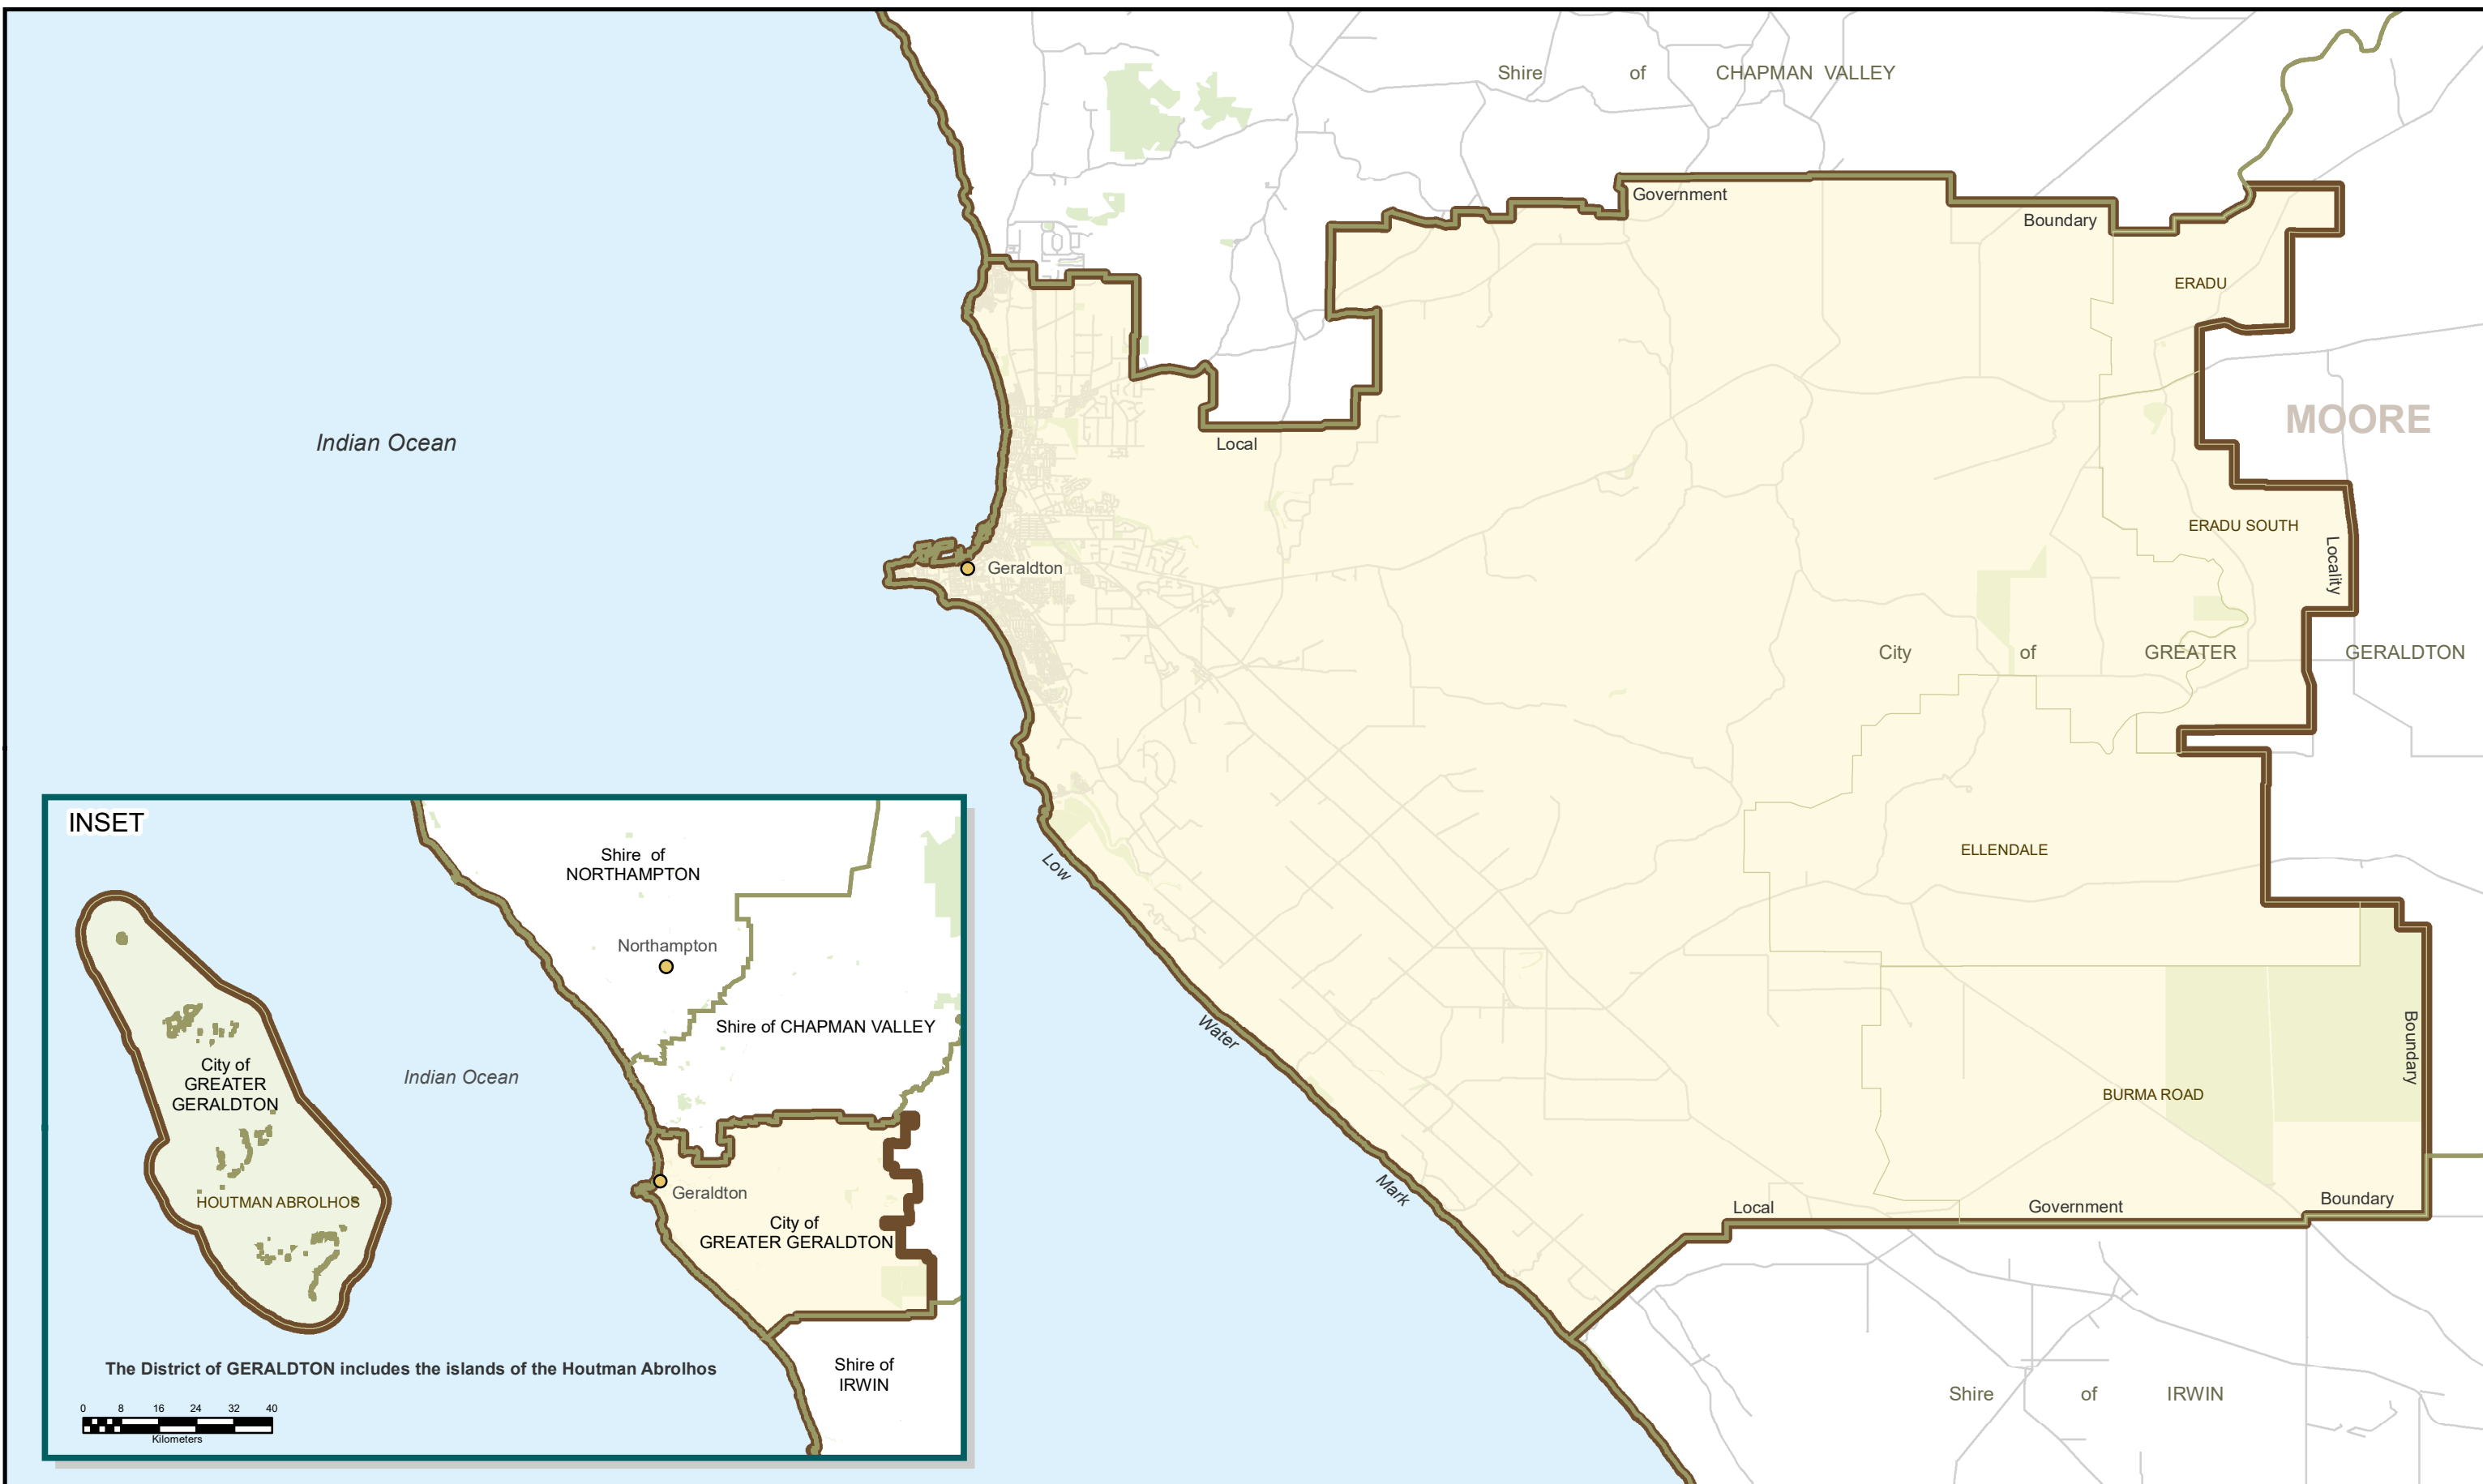 Shire of CHAPMAN VALLEY
Government
Boundary
ERADU
MOORE
Indian Ocean
Local
ERADU SOUTH
Locality
Geraldton
City of GREATER GERALDTON
ELLENDALE
Low
Water
Mark
Boundary
BURMA ROAD
Local
Government
Boundary
Shire of IRWIN
INSET
Shire of
NORTHAMPTON
Northampton
Shire of CHAPMAN VALLEY
City of
GREATER
GERALDTON
Indian Ocean
HOUTMAN ABROLHOS
Geraldton
City of
GREATER GERALDTON
Shire of
IRWIN
The District of GERALDTON includes the islands of the Houtman Abrolhos
0 8 16 24 32 40
Kilometers